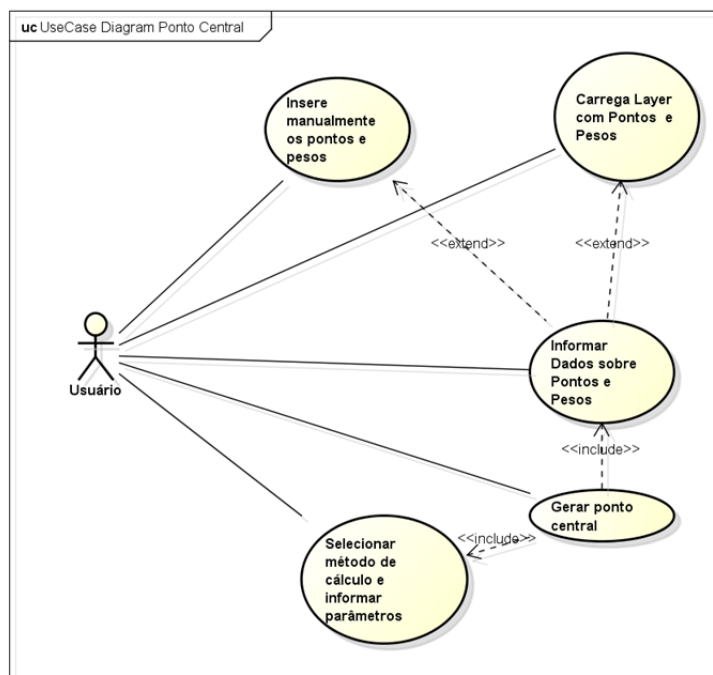 uc UseCase Diagram Ponto Central
Insere
manualmente
os pontos e
pesos
Carrega Layer
com Pontos e
Pesos
<<extend>>
<<extend>>
Usuário
Informar
Dados sobre
Pontos e
Pesos
<<include>>
Gerar ponto
central
<<include>>
Selecionar
método de
cálculo e
informar
parâmetros